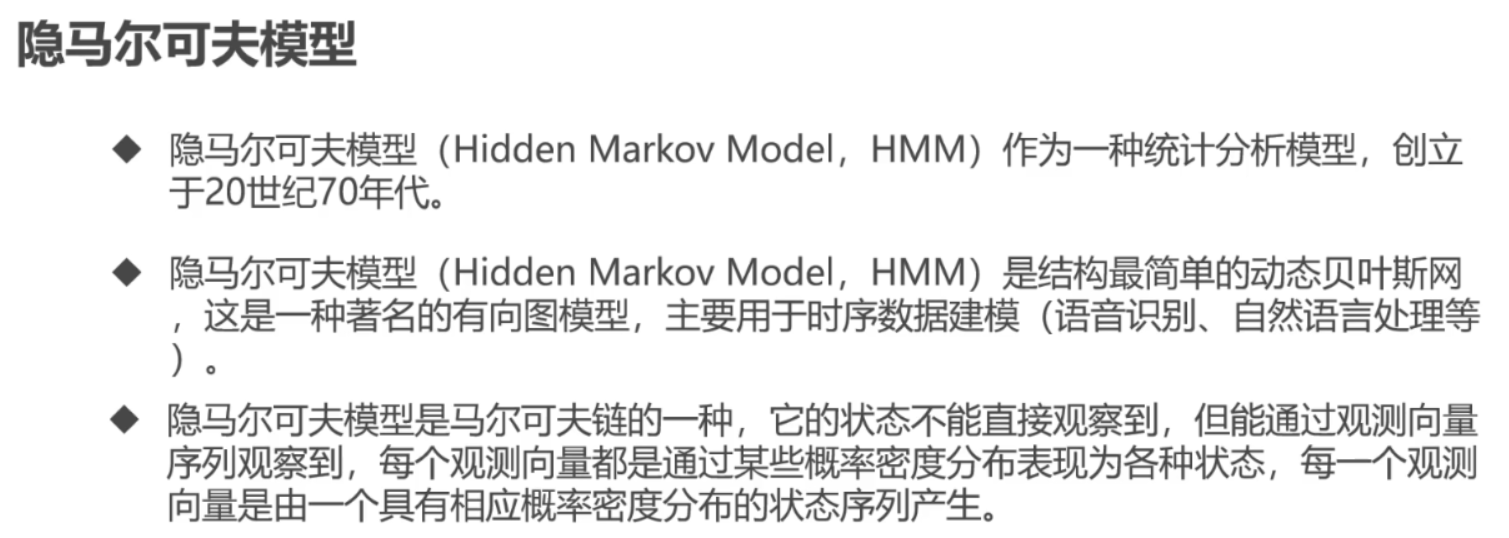 隐马尔可夫模型
◆ 隐马尔可夫模型（Hidden Markov Model，HMM）作为一种统计分析模型，创立
于20世纪70年代。
◆ 隐马尔可夫模型（Hidden Markov Model，HMM）是结构最简单的动态贝叶斯网
，这是一种著名的有向图模型，主要用于时序数据建模（语音识别、自然语言处理等
）。
◆ 隐马尔可夫模型是马尔可夫链的一种，它的状态不能直接观察到，但能通过观测向量
序列观察到，每个观测向量都是通过某些概率密度分布表现为各种状态，每一个观测
向量是由一个具有相应概率密度分布的状态序列产生。